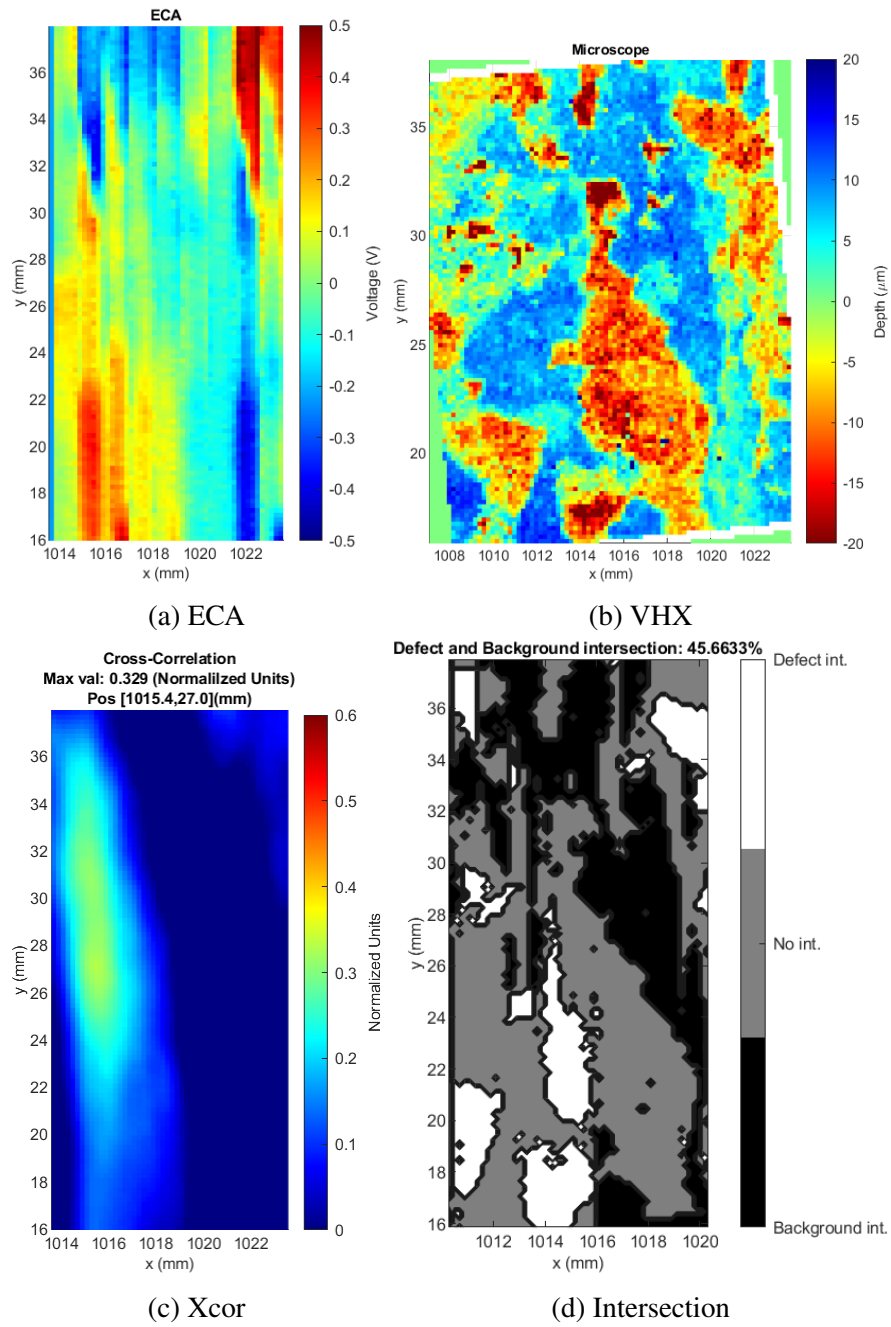 ECA
36
34
32
30
28
26
24
22
20
18
16
y (mm)
1014 1016 1018 1020 1022
x (mm)
0.5
0.4
0.3
0.2
0.1
0
-0.1
-0.2
-0.3
-0.4
-0.5
Voltage (V)
(a) ECA
Microscope
35
30
25
20
y (mm)
1008 1010 1012 1014 1016 1018 1020 1022
x (mm)
20
15
10
5
0
-5
-10
-15
-20
Depth (μm)
(b) VHX
Cross-Correlation
Max val: 0.329 (Normalilzed Units)
Pos [1015.4,27.0](mm)
36
34
32
30
28
26
24
22
20
18
16
y (mm)
1014 1016 1018 1020 1022
x (mm)
0.6
0.5
0.4
0.3
0.2
0.1
0
Normalized Units
(c) Xcor
Defect and Background intersection: 45.6633%
36
34
32
30
28
26
24
22
20
18
16
y (mm)
1012 1014 1016 1018 1020
x (mm)
Defect int.
No int.
Background int.
(d) Intersection